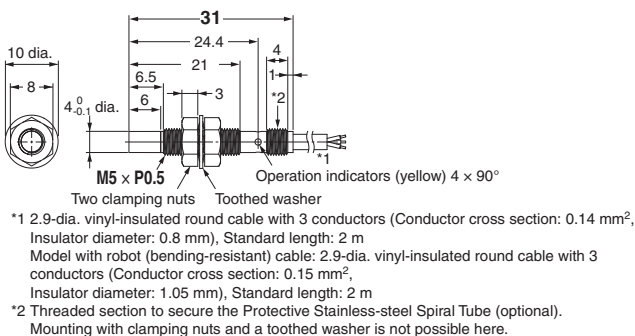 31
24.4
4
10 dia.
21
1
8
6.5
6
3
*2
4 0 -0.1 dia.
*1
M5 × P0.5
Operation indicators (yellow) 4 × 90°
Two clamping nuts
Toothed washer
*1 2.9-dia. vinyl-insulated round cable with 3 conductors (Conductor cross section: 0.14 mm²,
Insulator diameter: 0.8 mm), Standard length: 2 m
Model with robot (bending-resistant) cable: 2.9-dia. vinyl-insulated round cable with 3
conductors (Conductor cross section: 0.15 mm²,
Insulator diameter: 1.05 mm), Standard length: 2 m
*2 Threaded section to secure the Protective Stainless-steel Spiral Tube (optional).
Mounting with clamping nuts and a toothed washer is not possible here.